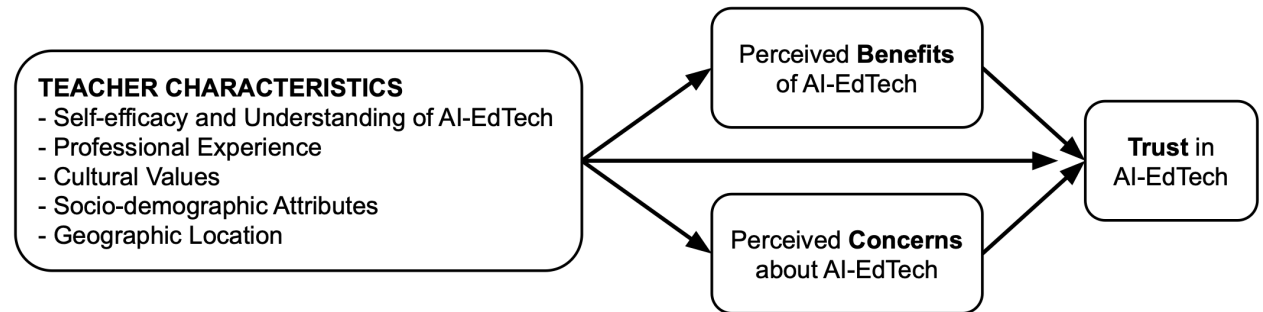 TEACHER CHARACTERISTICS
- Self-efficacy and Understanding of AI-EdTech
- Professional Experience
- Cultural Values
- Socio-demographic Attributes
- Geographic Location
Perceived Benefits
of AI-EdTech
Perceived Concerns
about AI-EdTech
Trust in
AI-EdTech